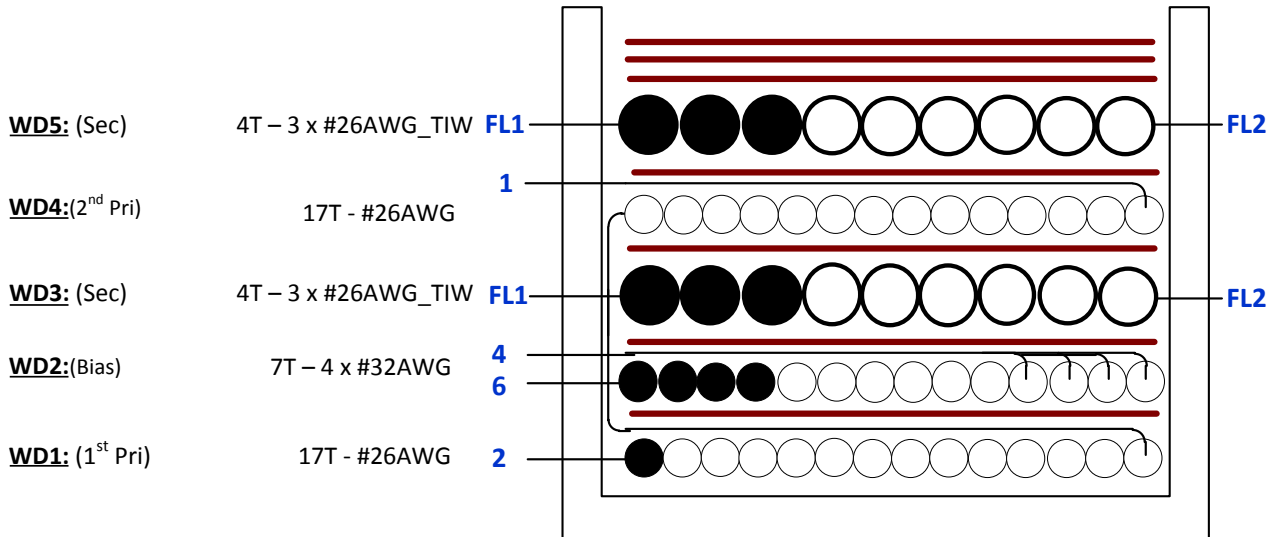 WD5: (Sec) 4T – 3 x #26AWG_TIW FL1 FL2
1
WD4:(2nd Pri) 17T - #26AWG
WD3: (Sec) 4T – 3 x #26AWG_TIW FL1 FL2
4
WD2:(Bias) 7T – 4 x #32AWG
6
WD1: (1st Pri) 17T - #26AWG 2